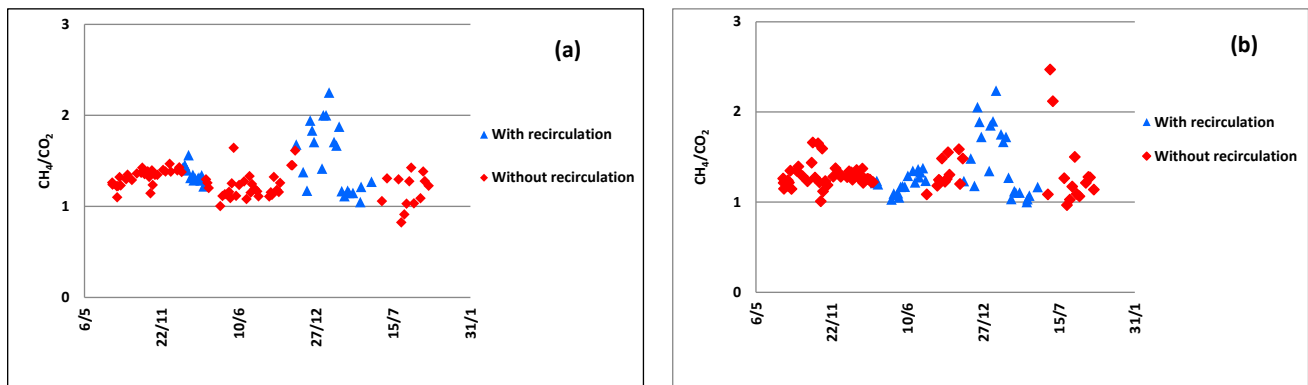 3
2
1
0
CH₄/CO₂
6/5
22/11
10/6
27/12
15/7
31/1
(a)
With recirculation
Without recirculation
3
2
1
0
CH₄/CO₂
6/5
22/11
10/6
27/12
15/7
31/1
(b)
With recirculation
Without recirculation